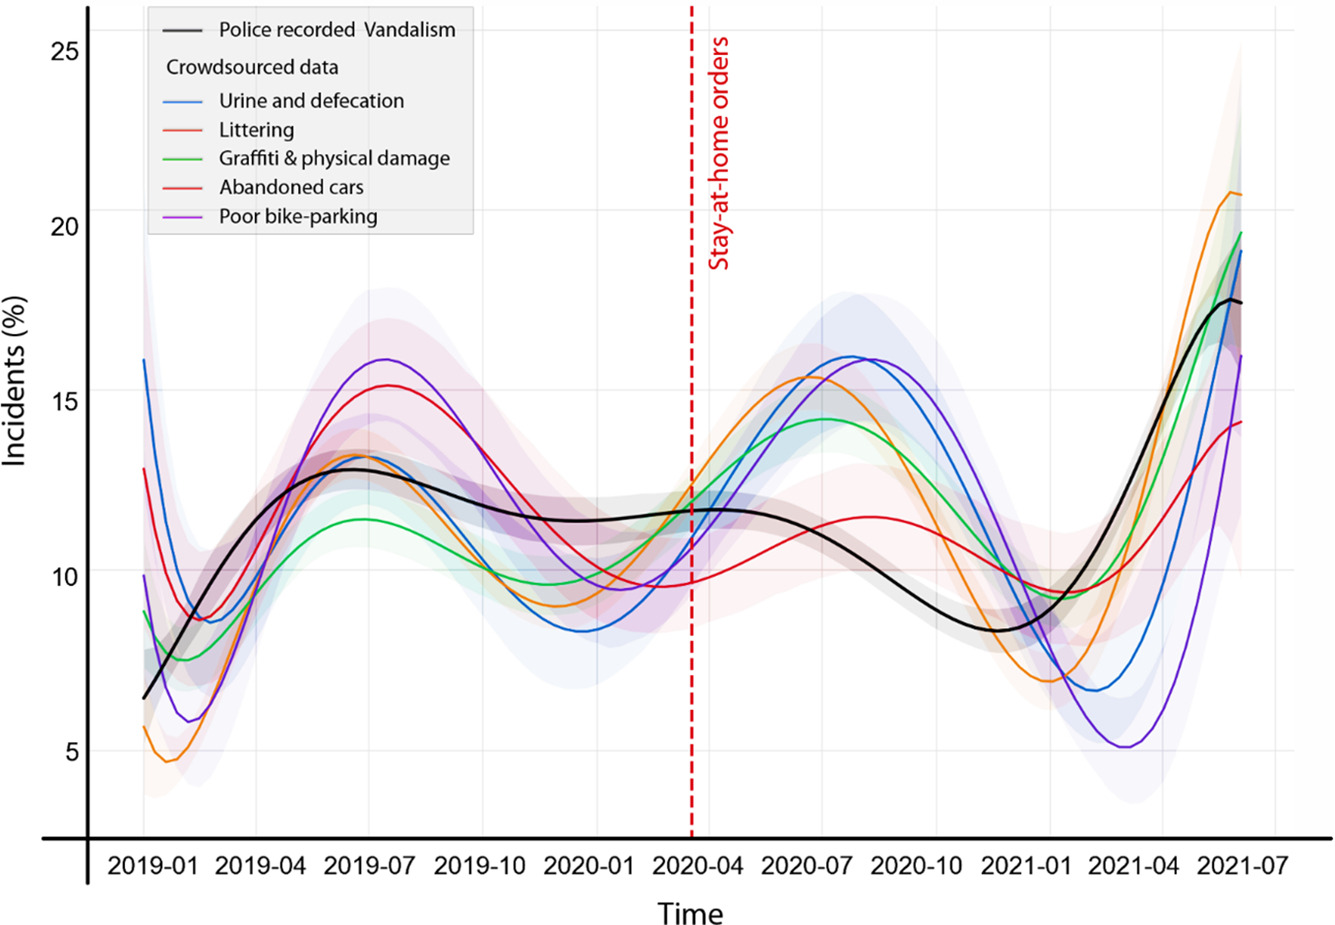 Police recorded Vandalism
Crowdsourced data
Urine and defecation
Littering
Graffiti & physical damage
Abandoned cars
Poor bike-parking
Stay-at-home orders
Incidents (%)
25
20
15
10
5
2019-01 2019-04 2019-07 2019-10 2020-01 2020-04 2020-07 2020-10 2021-01 2021-04 2021-07
Time